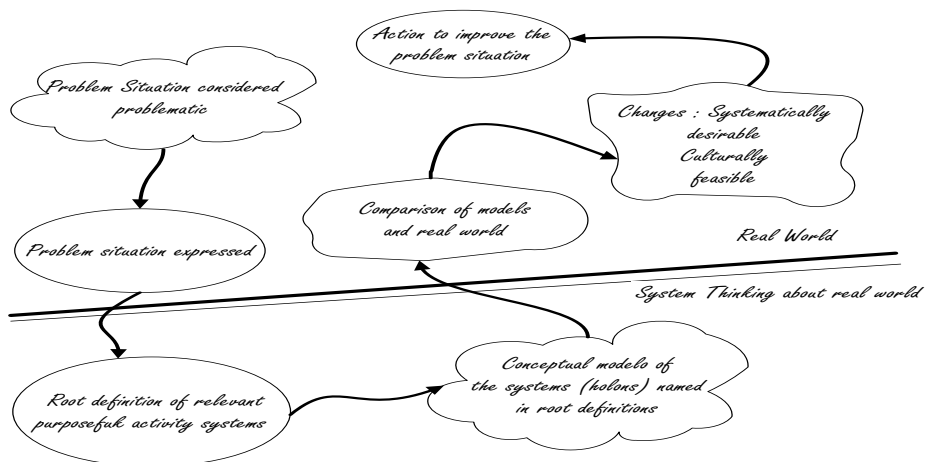 Action to improve the
problem situation
Problem Situation considered
problematic
Changes : Systematically
desirable
Culturally
feasible
Comparison of models
and real world
Problem situation expressed
Real World
System Thinking about real world
Conceptual modelo of
the systems (holons) named
in root definitions
Root definition of relevant
purposefuk activity systems